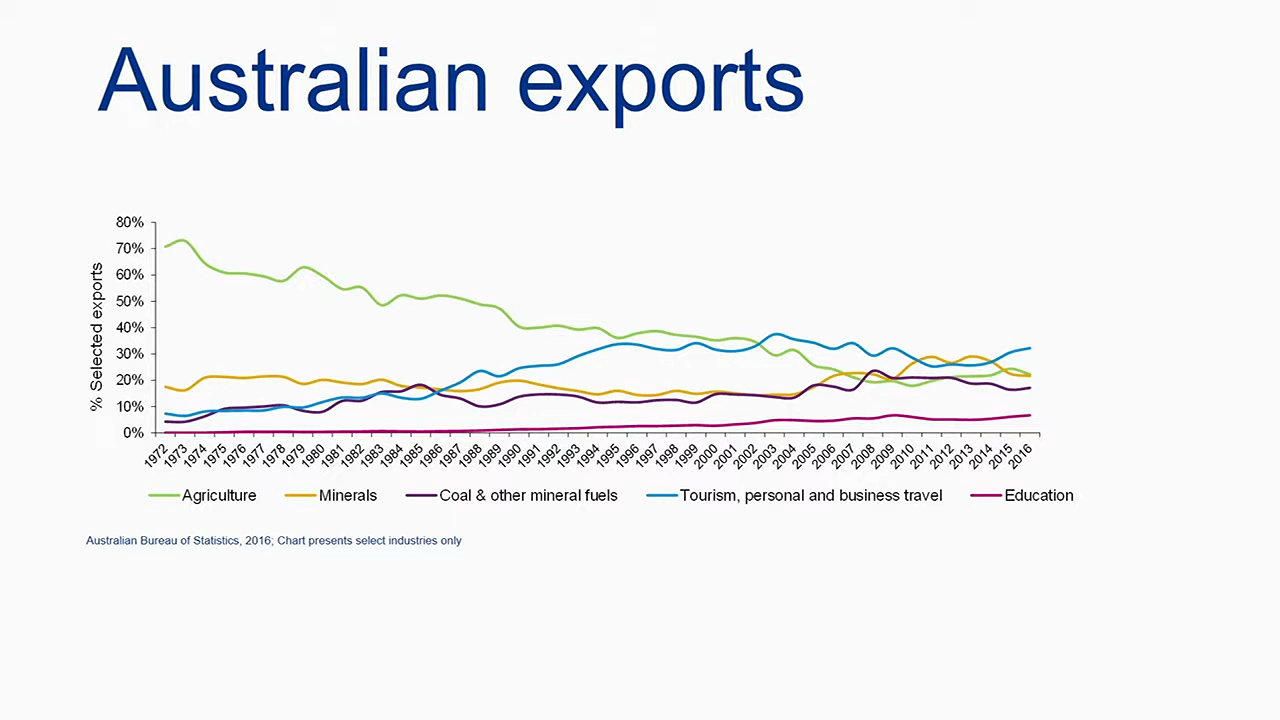 Australian exports
80%
70%
60%
50%
40%
30%
20%
10%
0%
% Selected exports
1972 1973 1974 1975 1976 1977 1978 1979 1980 1981 1982 1983 1984 1985 1986 1987 1988 1989 1990 1991 1992 1993 1994 1995 1996 1997 1998 1999 2000 2001 2002 2003 2004 2005 2006 2007 2008 2009 2010 2011 2012 2013 2014 2015 2016
Agriculture Minerals Coal & other mineral fuels Tourism, personal and business travel Education
Australian Bureau of Statistics, 2016; Chart presents select industries only